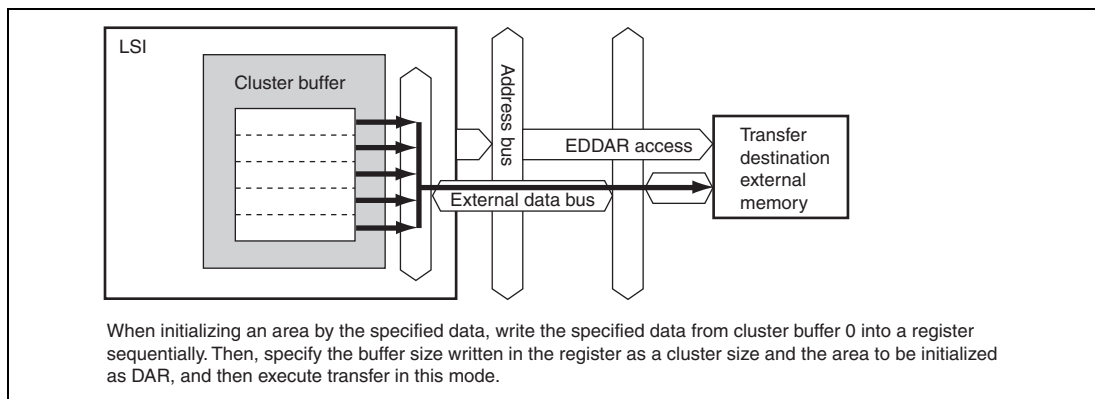 LSI
Cluster buffer
Address bus
EDDAR access
External data bus
Transfer
destination
external
memory
When initializing an area by the specified data, write the specified data from cluster buffer 0 into a register
sequentially. Then, specify the buffer size written in the register as a cluster size and the area to be initialized
as DAR, and then execute transfer in this mode.